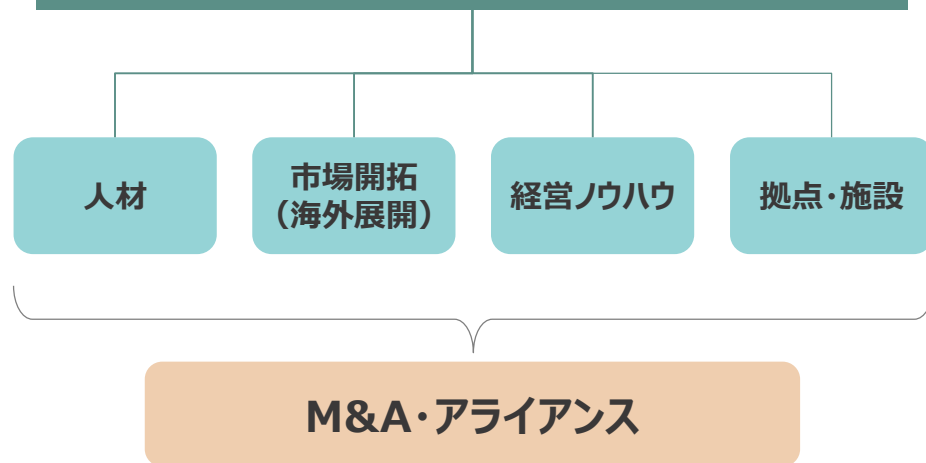 人材
市場開拓
（海外展開）
経営ノウハウ
拠点・施設
M&A・アライアンス